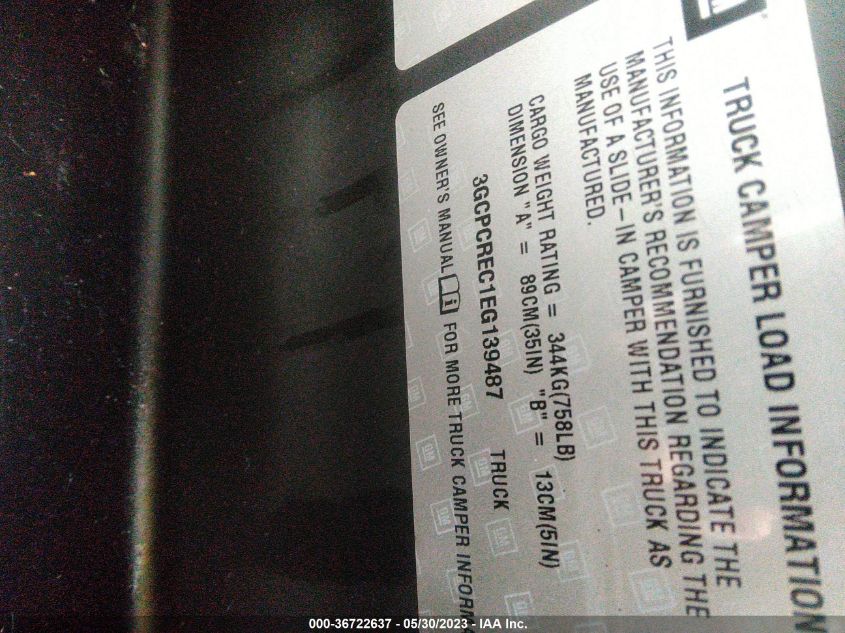 GM
TRUCK CAMPER LOAD INFORMATION
THIS INFORMATION IS FURNISHED TO INDICATE THE
MANUFACTURER'S RECOMMENDATION REGARDING THE
USE OF A SLIDE-IN CAMPER WITH THIS TRUCK AS
MANUFACTURED.
CARGO WEIGHT RATING = 344KG(758LB)
DIMENSION "A" = 89CM(35IN) "B" = 13CM(5IN)
3GCPCREC1EG139487 TRUCK
SEE OWNER'S MANUAL i FOR MORE TRUCK CAMPER
000-36722637 - 05/30/2023 - IAA Inc.